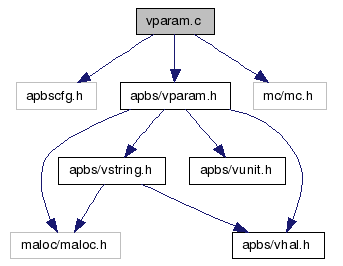 vparam.c
apbscfg.h
apbs/vparam.h
mc/mc.h
apbs/vstring.h
apbs/vunit.h
maloc/maloc.h
apbs/vhal.h